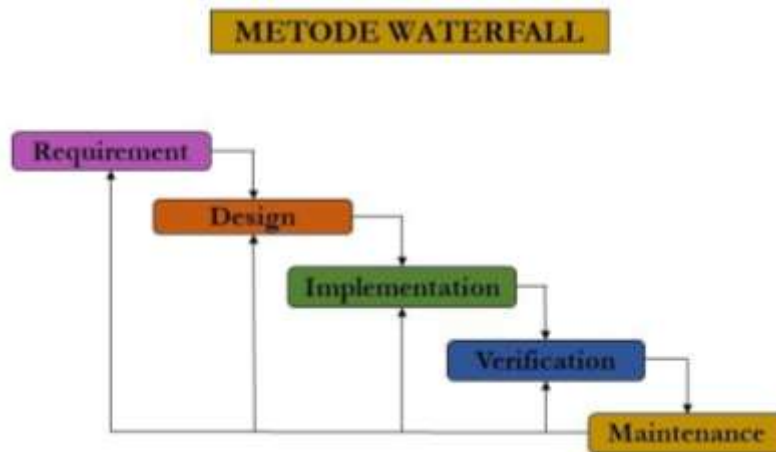 METODE WATERFALL
Requirement
Design
Implementation
Verification
Maintenance